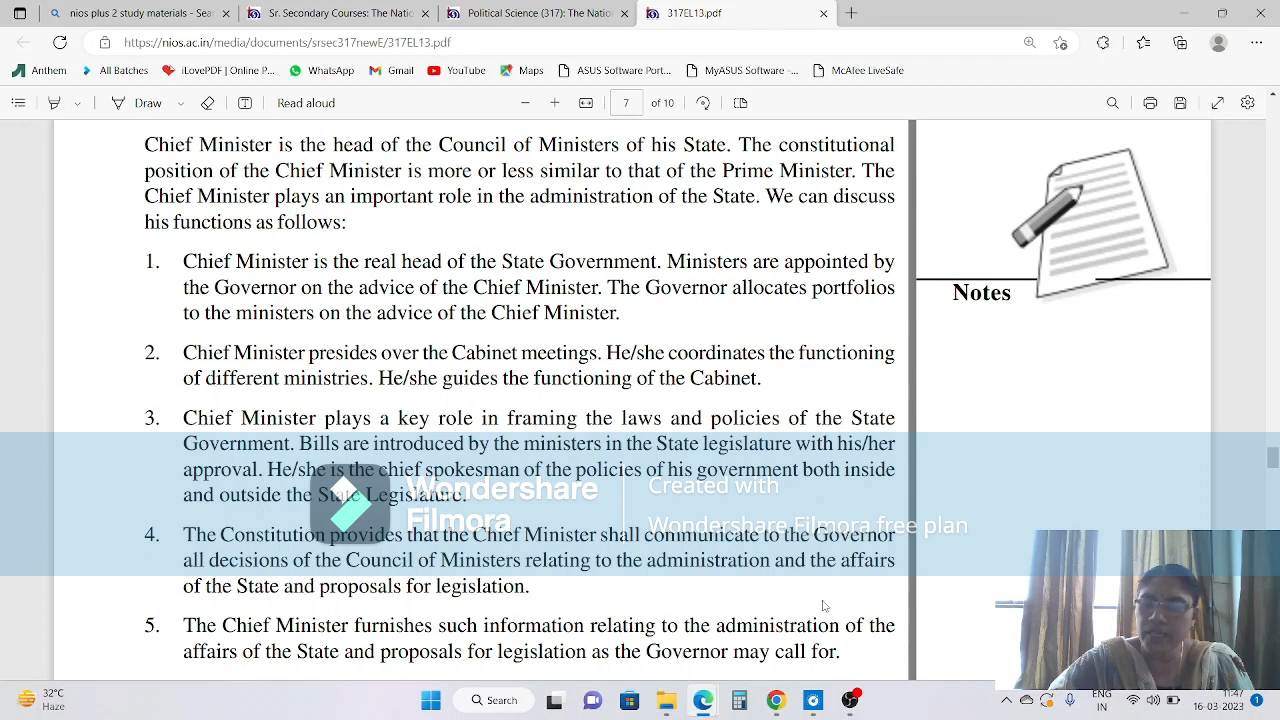 nios plus 2 study materials - Sea
Sr. Secondary Courses: The Natio
Political Science (317): The Natio
317EL13.pdf
https://nios.ac.in/media/documents/srsec317newE/317EL13.pdf
Anthem
All Batches
iLovePDF | Online P...
WhatsApp
Gmail
YouTube
Maps
ASUS Software Port...
MyASUS Software -...
McAfee LiveSafe
Draw
Read aloud
7 of 10
Chief Minister is the head of the Council of Ministers of his State. The constitutional
position of the Chief Minister is more or less similar to that of the Prime Minister. The
Chief Minister plays an important role in the administration of the State. We can discuss
his functions as follows:
1. Chief Minister is the real head of the State Government. Ministers are appointed by
the Governor on the advice of the Chief Minister. The Governor allocates portfolios
to the ministers on the advice of the Chief Minister.
2. Chief Minister presides over the Cabinet meetings. He/she coordinates the functioning
of different ministries. He/she guides the functioning of the Cabinet.
3. Chief Minister plays a key role in framing the laws and policies of the State
Government. Bills are introduced by the ministers in the State legislature with his/her
approval. He/she is the chief spokesman of the policies of his government both inside
and outside the State Legislature.
4. The Constitution provides that the Chief Minister shall communicate to the Governor
all decisions of the Council of Ministers relating to the administration and the affairs
of the State and proposals for legislation.
5. The Chief Minister furnishes such information relating to the administration of the
affairs of the State and proposals for legislation as the Governor may call for.
Notes
Wondershare
Filmora
Created with
Wondershare Filmora free plan
32°C
Haze
Search
ENG
IN
11:47
16-03-2023
1